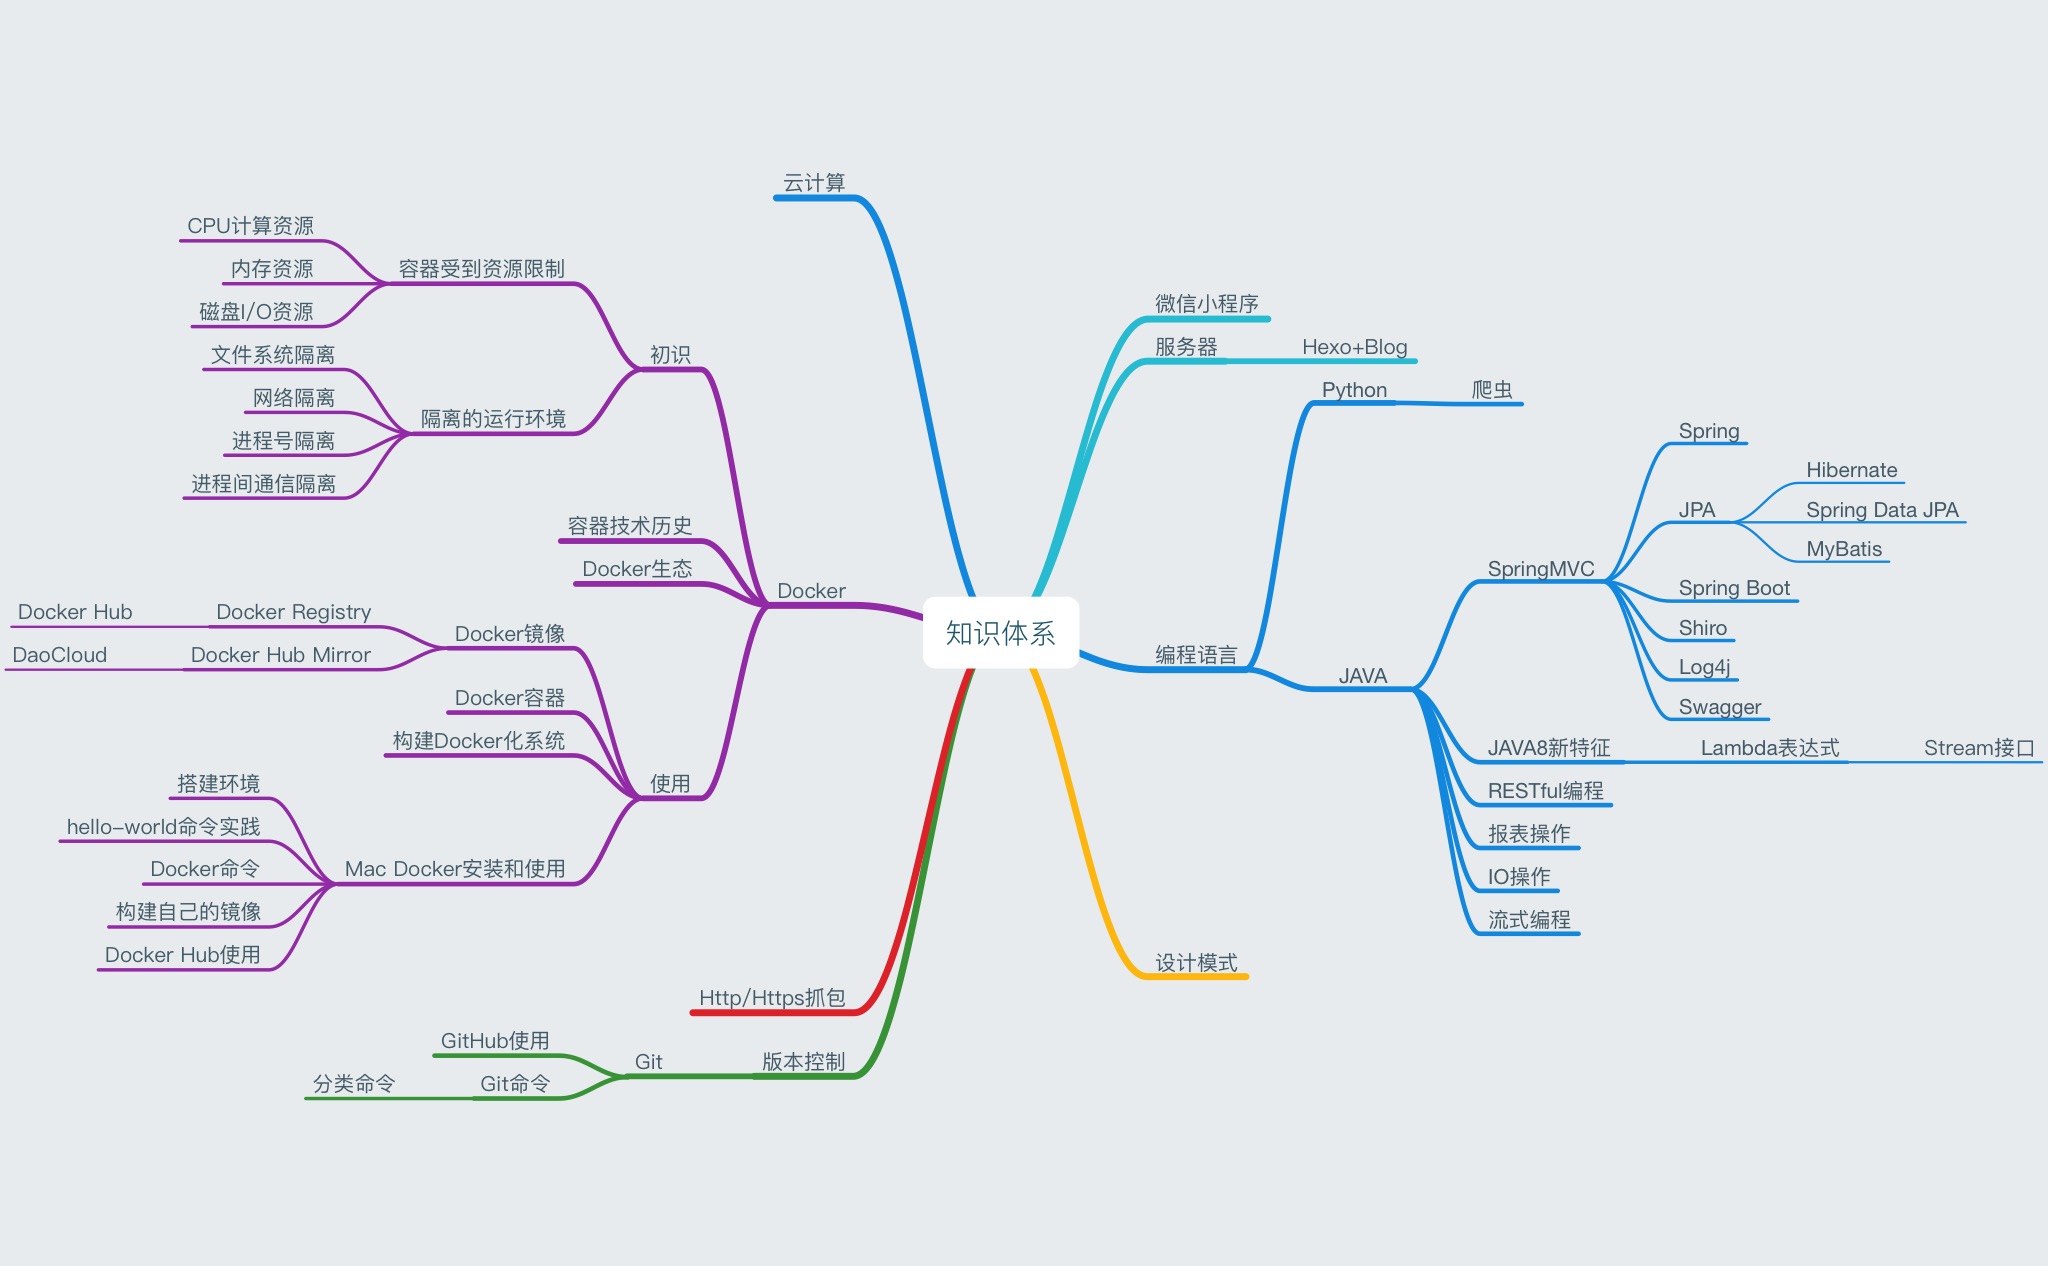 知识体系
云计算
Docker
初识
容器受到资源限制
CPU计算资源
内存资源
磁盘I/O资源
隔离的运行环境
文件系统隔离
网络隔离
进程号隔离
进程间通信隔离
容器技术历史
Docker生态
使用
Docker镜像
Docker Registry
Docker Hub
Docker Hub Mirror
DaoCloud
Docker容器
构建Docker化系统
Mac Docker安装和使用
搭建环境
hello-world命令实践
Docker命令
构建自己的镜像
Docker Hub使用
Http/Https抓包
版本控制
Git
GitHub使用
Git命令
分类命令
微信小程序
服务器
Hexo+Blog
编程语言
Python
爬虫
JAVA
SpringMVC
Spring
JPA
Hibernate
Spring Data JPA
MyBatis
Spring Boot
Shiro
Log4j
Swagger
JAVA8新特征
Lambda表达式
Stream接口
RESTful编程
报表操作
IO操作
流式编程
设计模式